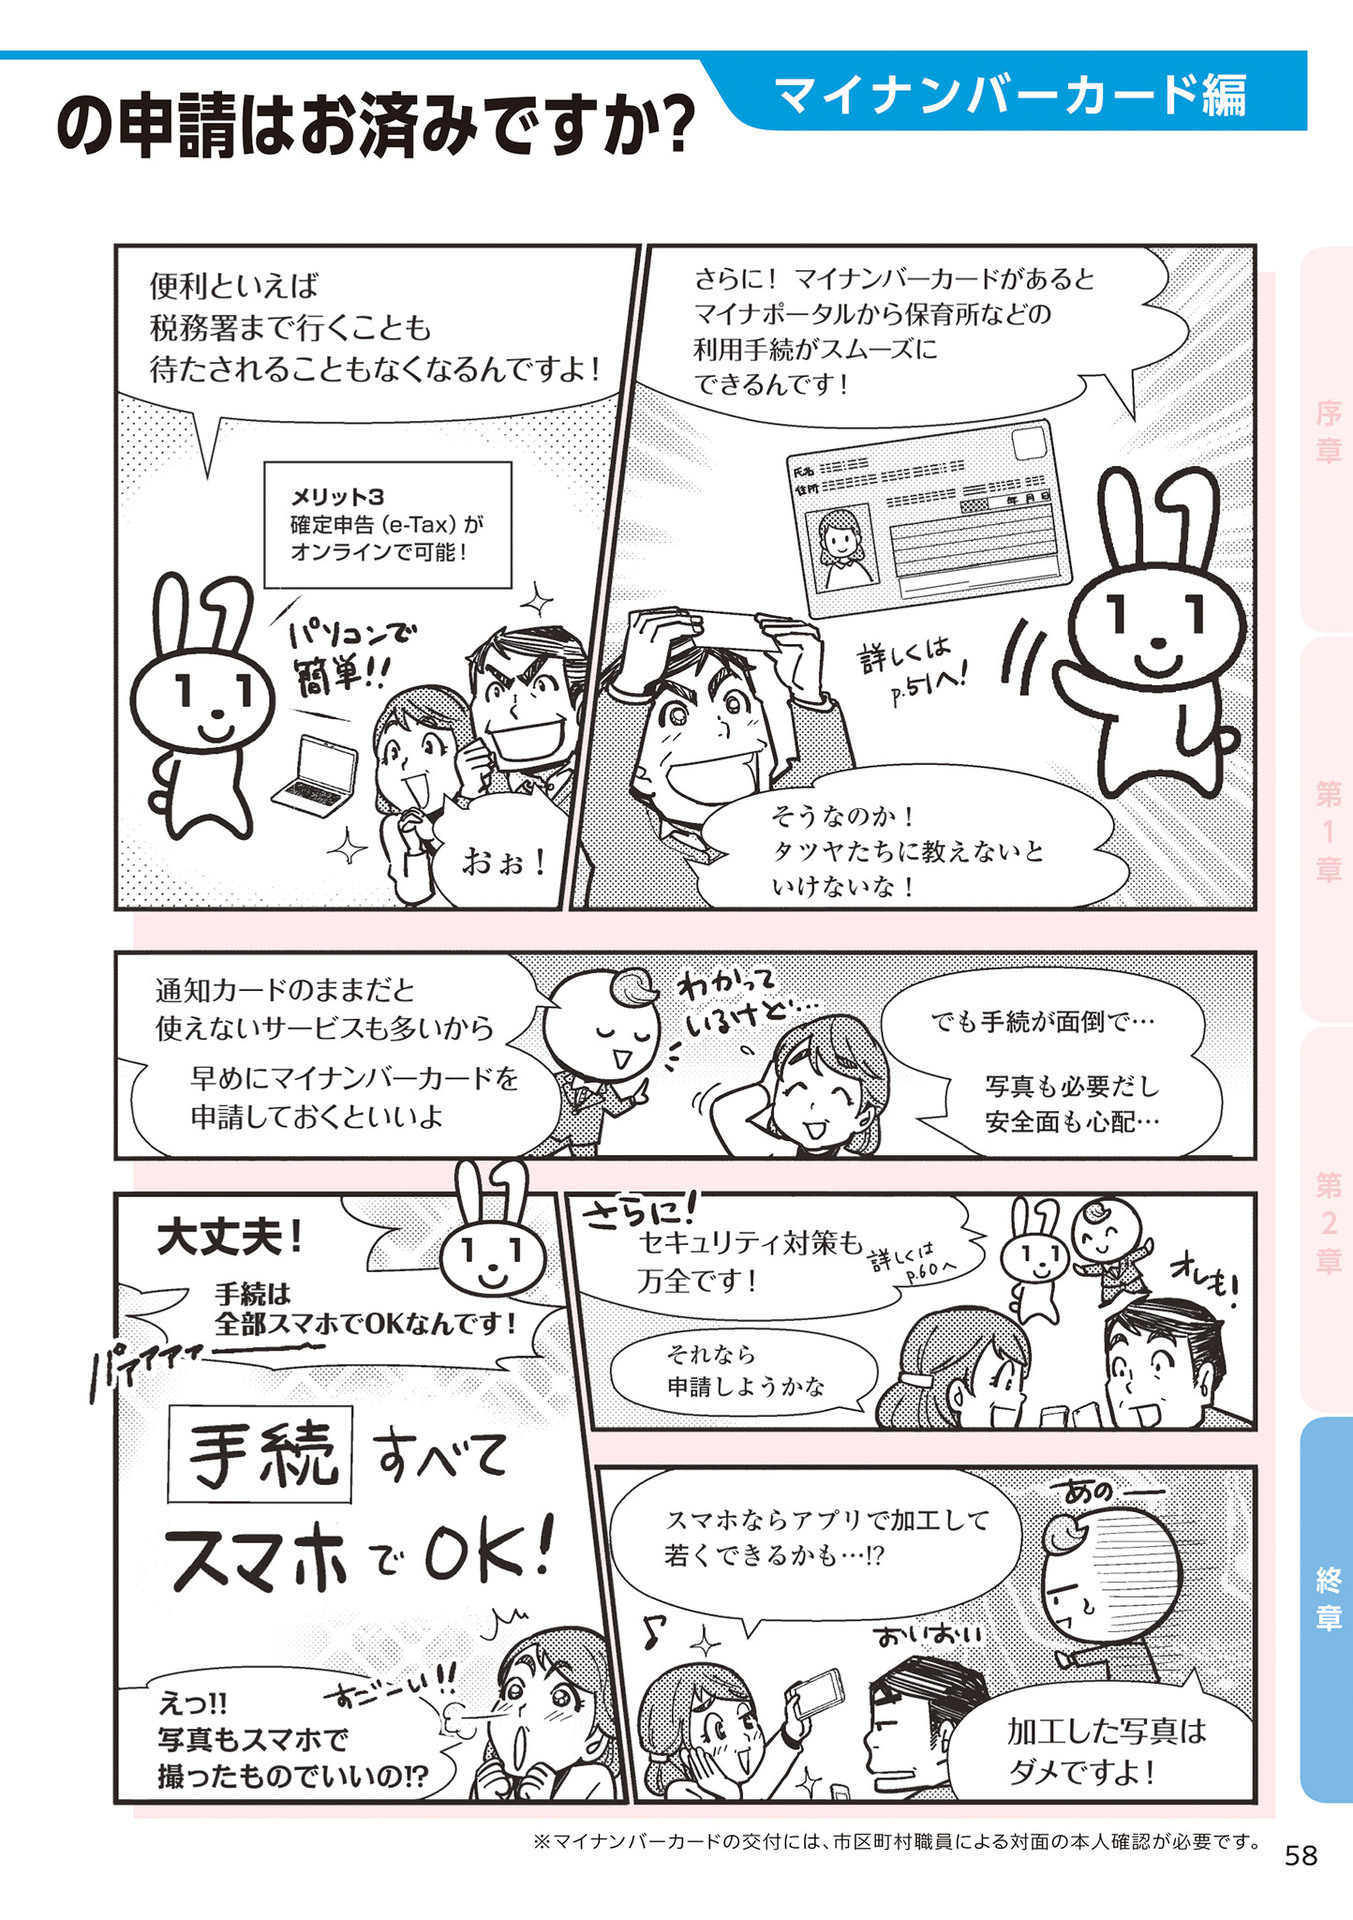 マイナンバーカード編
の申請はお済みですか?
便利といえば
税務署まで行くことも
待たされることもなくなるんですよ!
メリット3
確定申告(e-Tax)が
オンラインで可能!
パソコンで
簡単!!
おぉ!
さらに! マイナンバーカードがあると
マイナポータルから保育所などの
利用手続がスムーズに
できるんです!
氏名
住所
年 月 日
詳しくは
p.51へ!
そうなのか!
タツヤたちに教えないと
いけないな!
通知カードのままだと
使えないサービスも多いから
早めにマイナンバーカードを
申請しておくといいよ
わかって
いるけど…
でも手続が面倒で…
写真も必要だし
安全面も心配…
大丈夫!
手続は
全部スマホでOKなんです!
パァァァァ
手続 すべて
スマホでOK!
すごーい!!
えっ!!
写真もスマホで
撮ったものでいいの!?
さらに!
セキュリティ対策も
万全です!
詳しくは
p.60へ
オレも!
それなら
申請しようかな
スマホならアプリで加工して
若くできるかも…!?
あのー
おいおい
加工した写真は
ダメですよ!
※マイナンバーカードの交付には、市区町村職員による対面の本人確認が必要です。
58
序章
第1章
第2章
終章